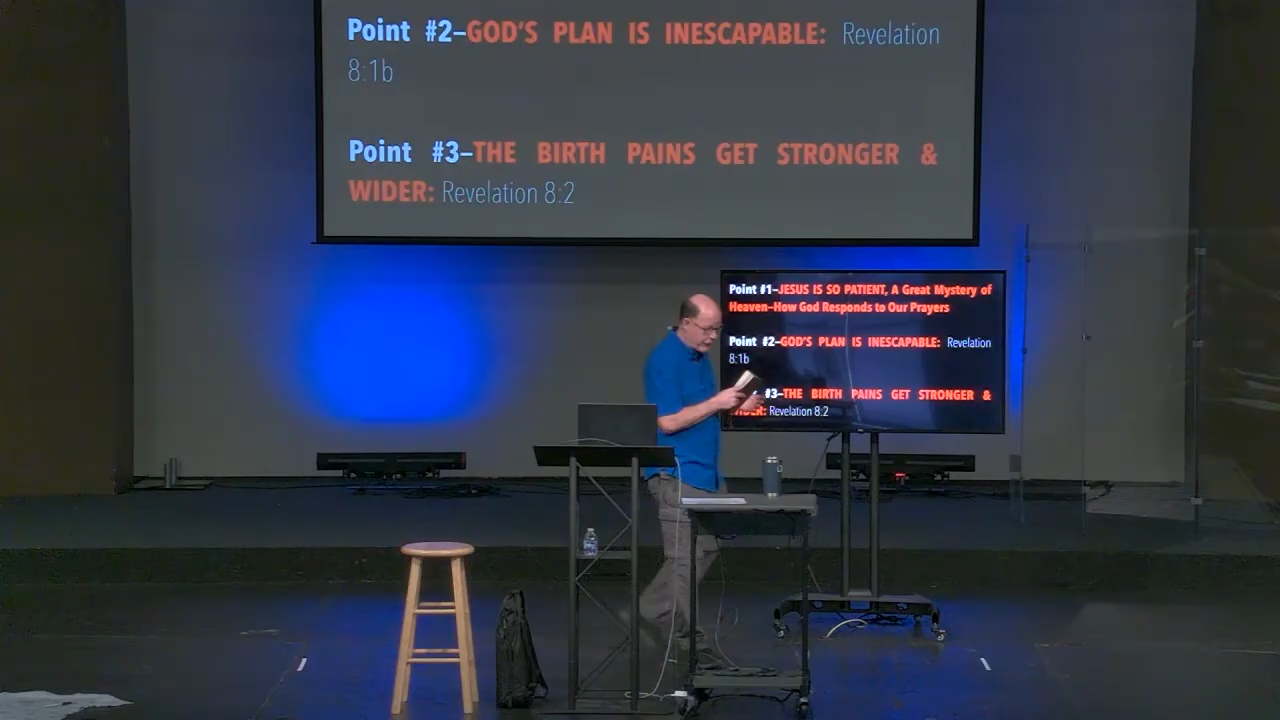 Point #2–GOD'S PLAN IS INESCAPABLE: Revelation
8:1b
Point #3–THE BIRTH PAINS GET STRONGER &
WIDER: Revelation 8:2
Point #1–JESUS IS SO PATIENT, A Great Mystery of
Heaven–How God Responds to Our Prayers
Point #2–GOD'S PLAN IS INESCAPABLE: Revelation
8:1b
#3–THE BIRTH PAINS GET STRONGER &
WIDER: Revelation 8:2